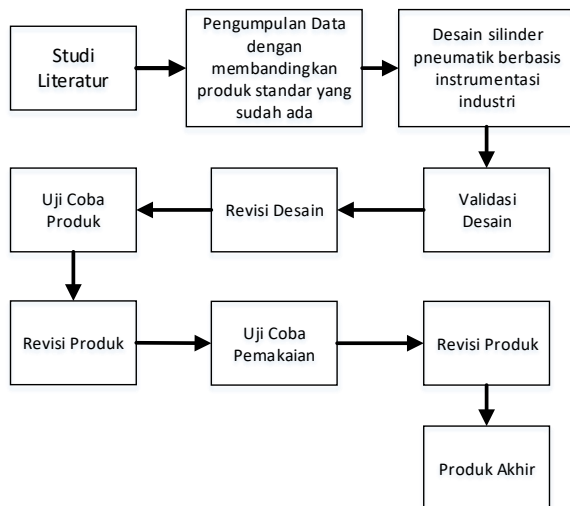 Studi
Literatur
Pengumpulan Data
dengan
membandingkan
produk standar yang
sudah ada
Desain silinder
pneumatik berbasis
instrumentasi
industri
Validasi
Desain
Revisi Desain
Uji Coba
Produk
Revisi Produk
Uji Coba
Pemakaian
Revisi Produk
Produk Akhir